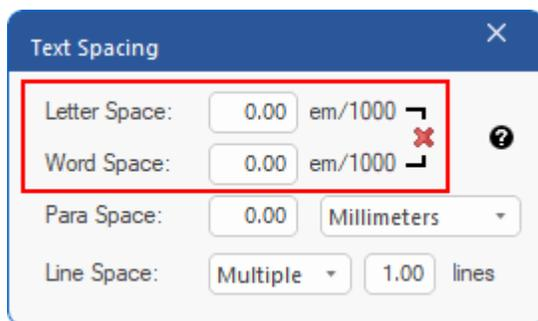 Text Spacing
Letter Space: 0.00 em/1000
Word Space: 0.00 em/1000
Para Space: 0.00 Millimeters
Line Space: Multiple 1.00 lines